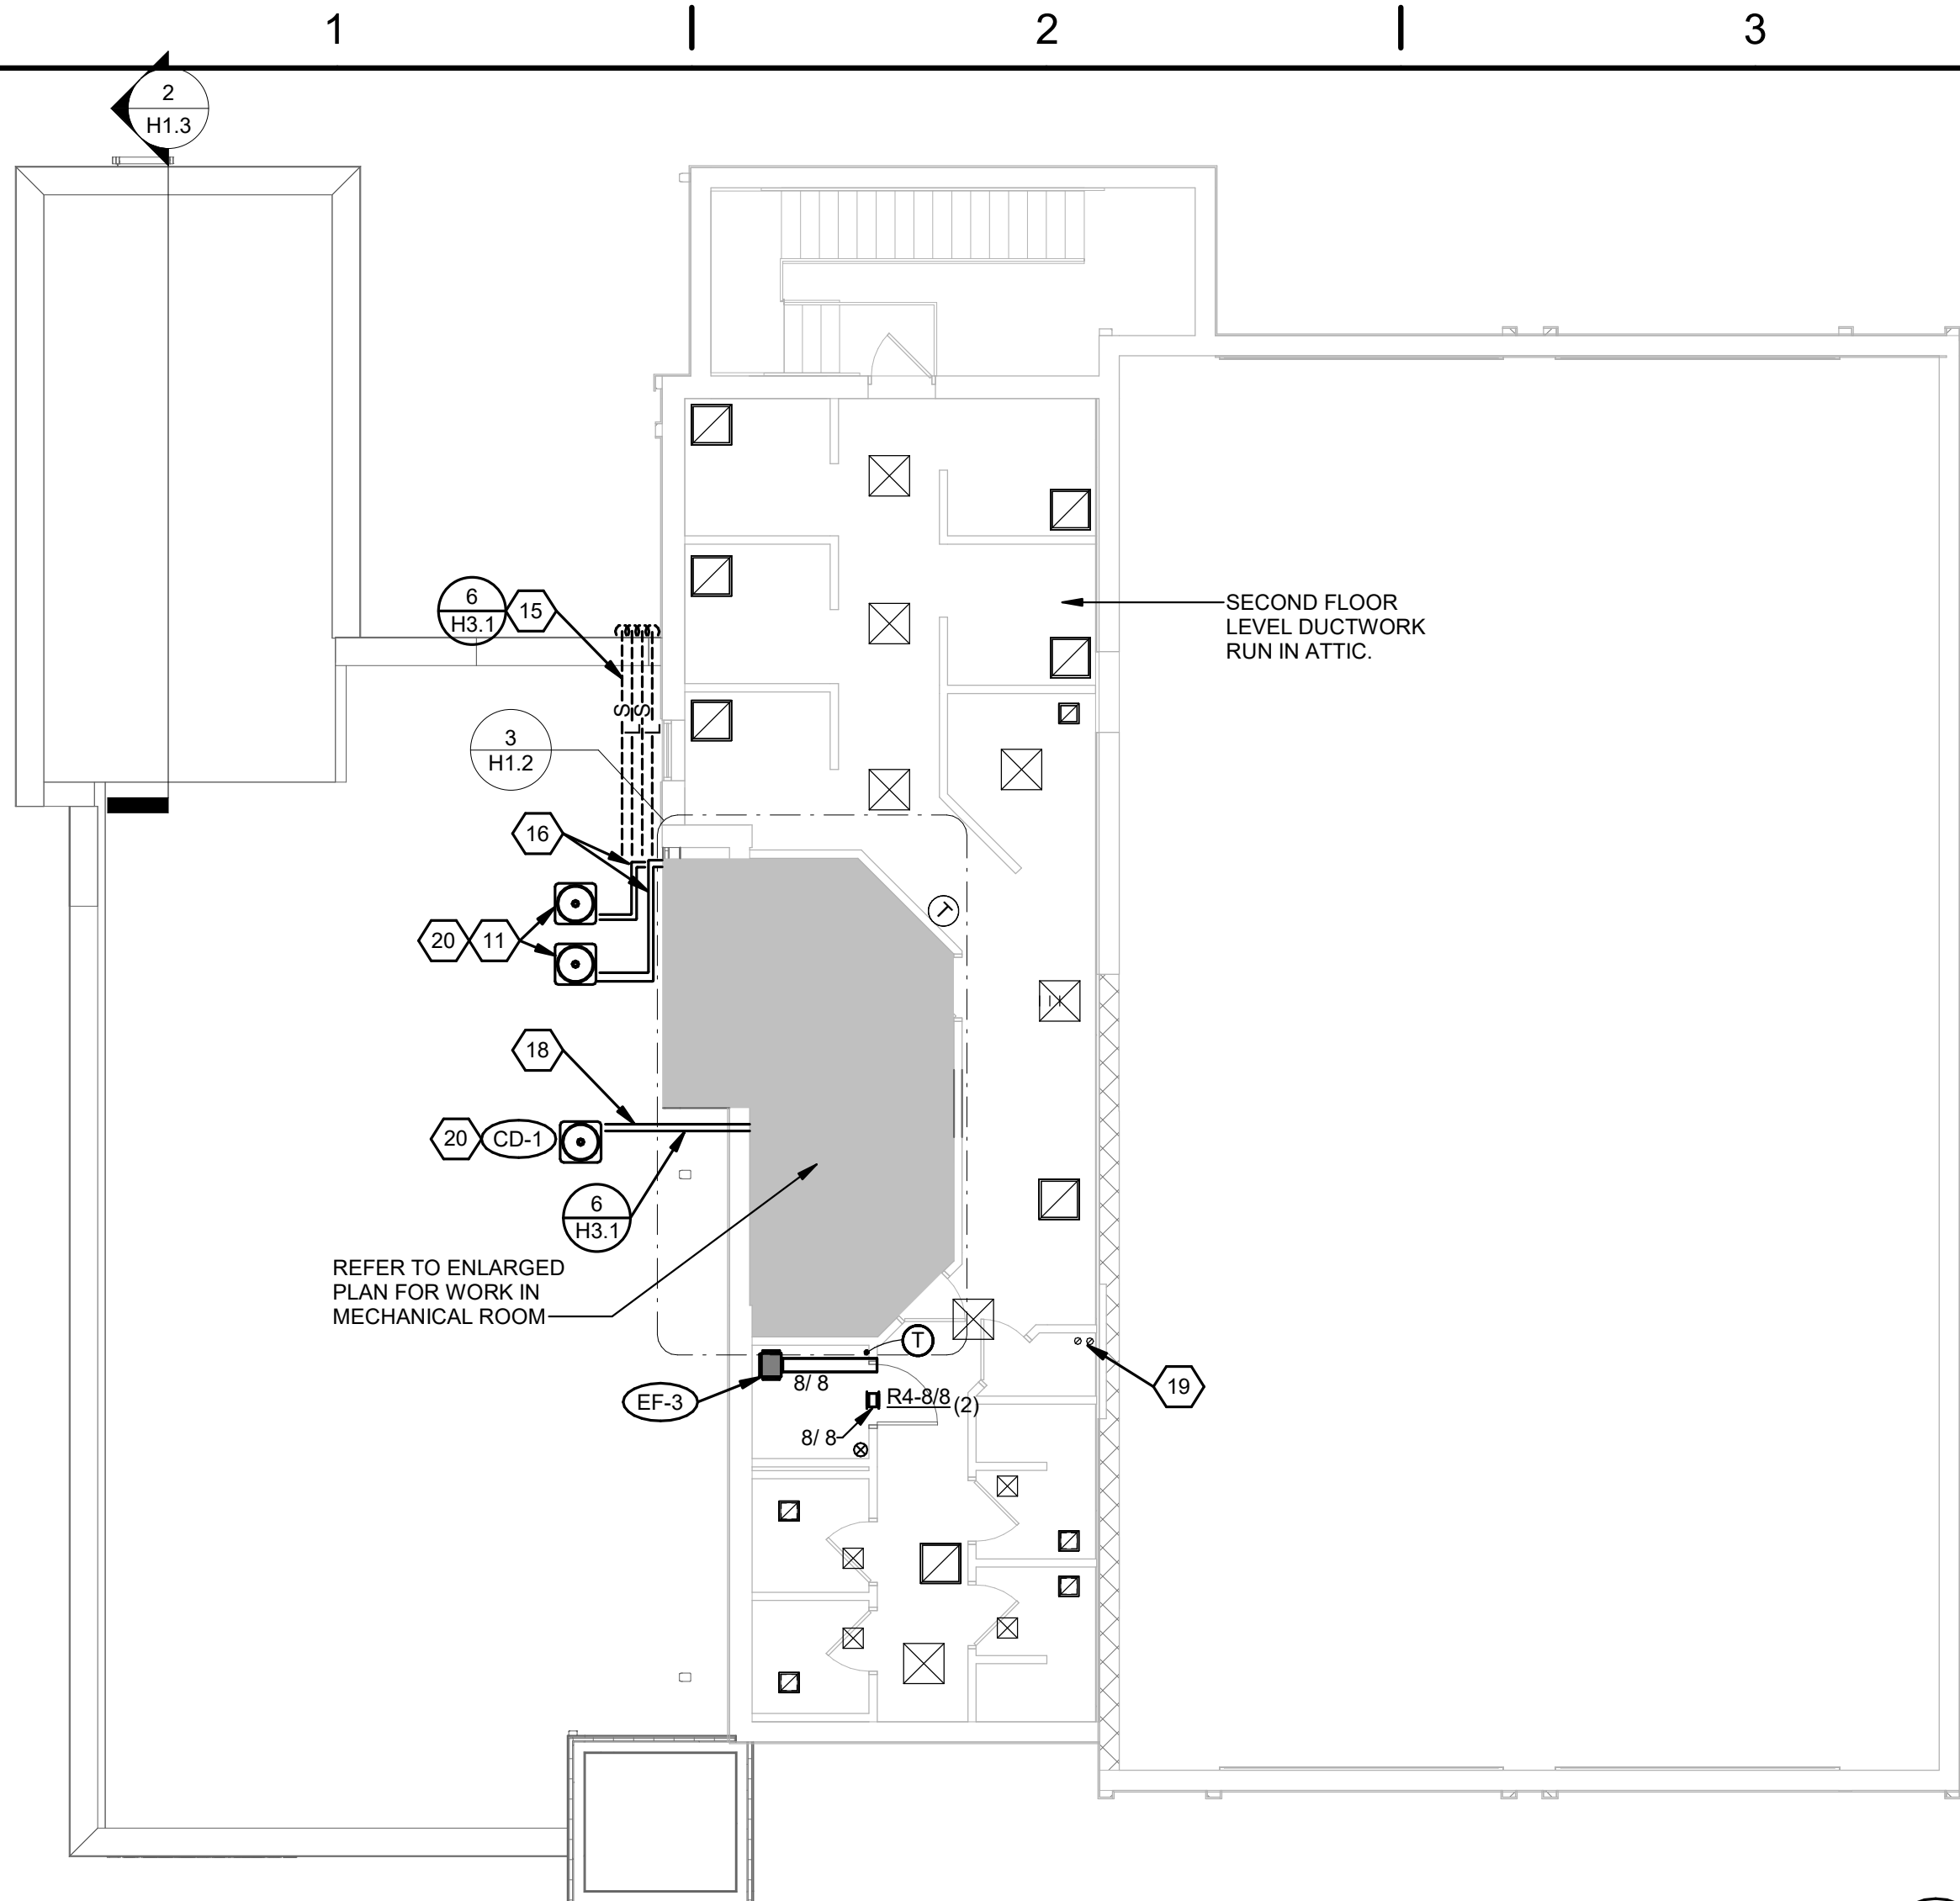 1
2
3
2
H1.3
6
H3.1
15
SECOND FLOOR
LEVEL DUCTWORK
RUN IN ATTIC.
S
S
L
L
3
H1.2
16
T
20
11
18
20
CD-1
6
H3.1
REFER TO ENLARGED
PLAN FOR WORK IN
MECHANICAL ROOM
T
8/ 8
EF-3
R4-8/8
(2)
8/ 8
19